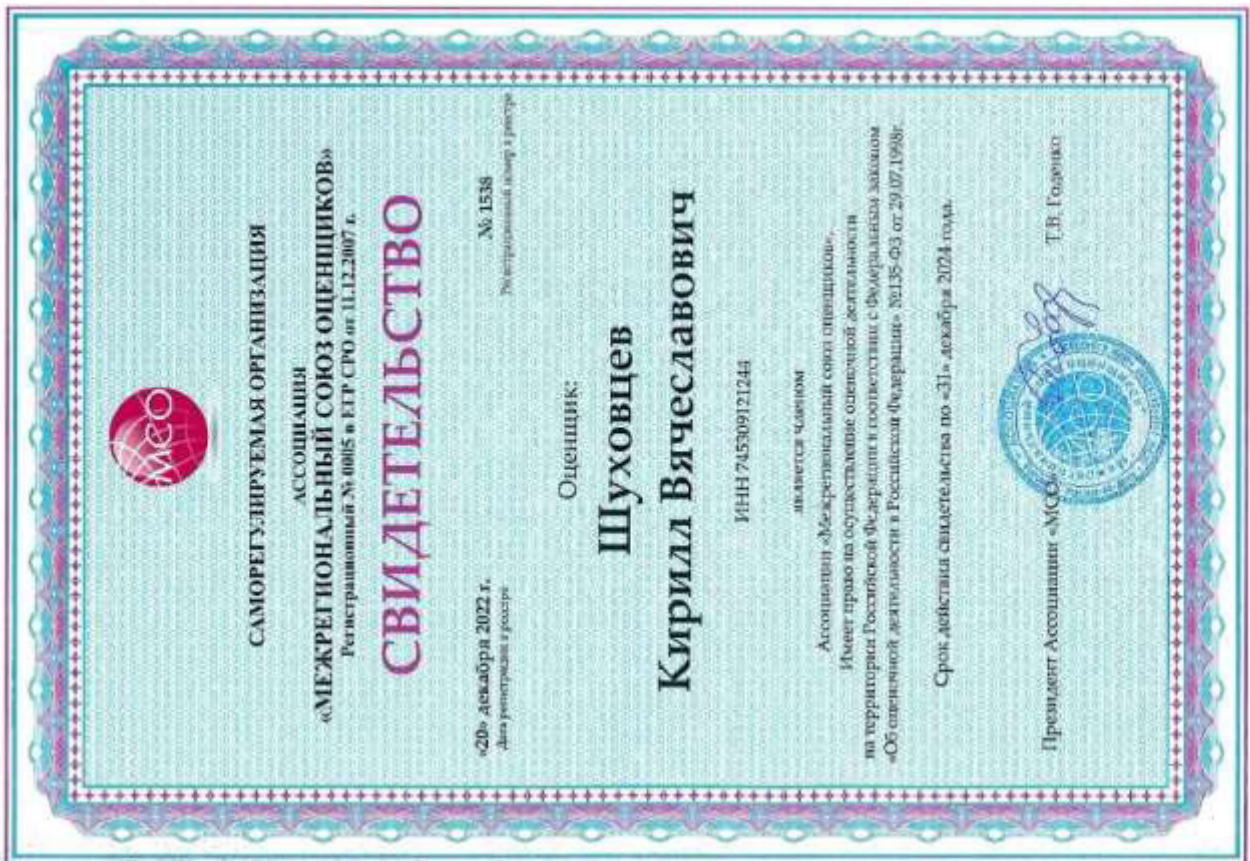 МСО
САМОРЕГУЛИРУЕМАЯ ОРГАНИЗАЦИЯ
АССОЦИАЦИЯ
«МЕЖРЕГИОНАЛЬНЫЙ СОЮЗ ОЦЕНЩИКОВ»
Регистрационный № 0005 в ЕГР СРО от 11.12.2007 г.
СВИДЕТЕЛЬСТВО
«20» декабря 2022 г. № 1538
Дата регистрации в реестре Регистрационный номер в реестре
Оценщик:
Шуховцев
Кирилл Вячеславович
ИНН 745309121244
является членом
Ассоциации «Межрегиональный союз оценщиков».
Имеет право на осуществление оценочной деятельности
на территории Российской Федерации в соответствии с Федеральным законом
«Об оценочной деятельности в Российской Федерации» №135-ФЗ от 29.07.1998г.
Срок действия свидетельства по «31» декабря 2024 года.
Президент Ассоциации «МСО» Т.В. Годенко